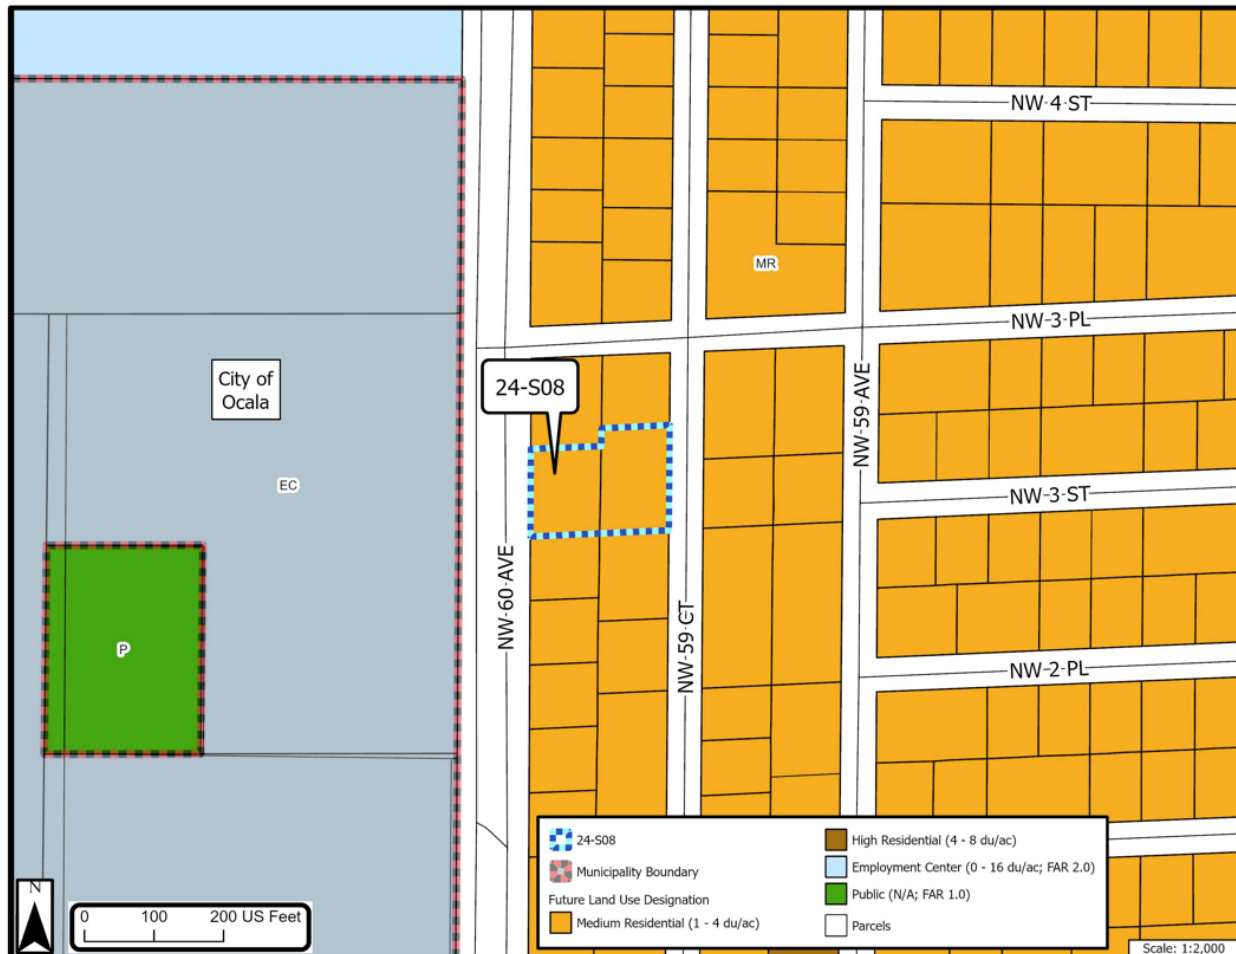 NW 4 ST
MR
NW 3 PL
City of
Ocala
24-S08
NW 59 AVE
EC
NW 3 ST
NW 60 AVE
NW 59 CT
P
NW 2 PL
24-S08
Municipality Boundary
Future Land Use Designation
Medium Residential (1 - 4 du/ac)
High Residential (4 - 8 du/ac)
Employment Center (0 - 16 du/ac; FAR 2.0)
Public (N/A; FAR 1.0)
Parcels
N
0 100 200 US Feet
Scale: 1:2,000